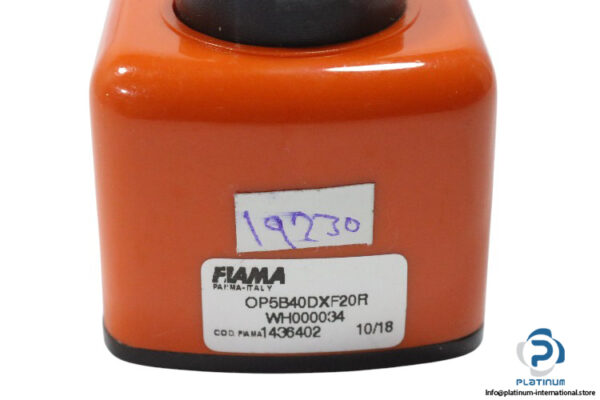 19230
FIAMA
PARMA-ITALY
OP5B40DXF20R
WH000034
COD. FIAMA 1436402 10/18
PLATINUM
Info@platinum-international.store